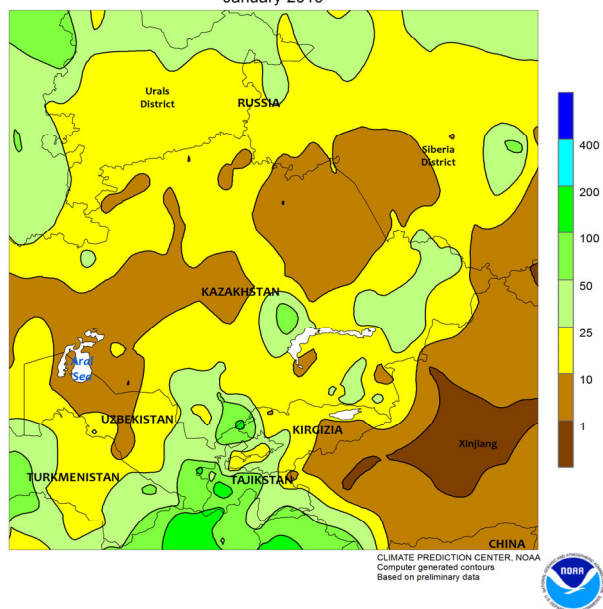 Urals
District
RUSSIA
Siberia
District
KAZAKHSTAN
Aral
Sea
UZBEKISTAN
KIRGIZIA
Xinjiang
TURKMENISTAN
TAJIKSTAN
CHINA
400
200
100
50
25
10
1
CLIMATE PREDICTION CENTER, NOAA
Computer generated contours
Based on preliminary data
NOAA